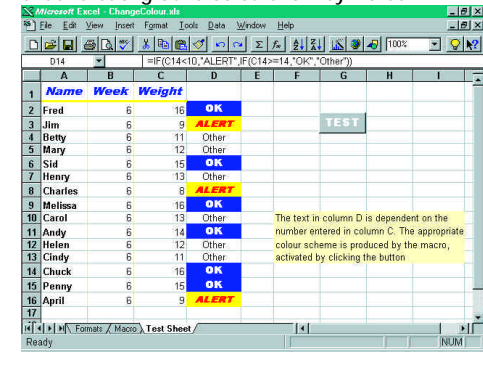 Microsoft Excel - ChangeColour.xls
File Edit View Insert Format Tools Data Window Help
100%
D14 =IF(C14<10,"ALERT",IF(C14>=14,"OK","Other"))
A B C D E F G H I
1 Name Week Weight
2 Fred 6 16 OK
3 Jim 6 9 ALERT TEST
4 Betty 6 11 Other
5 Mary 6 12 Other
6 Sid 6 15 OK
7 Henry 6 13 Other
8 Charles 6 8 ALERT
9 Melissa 6 16 OK
10 Carol 6 13 Other The text in column D is dependent on the
11 Andy 6 14 OK number entered in column C. The appropriate
12 Helen 6 12 Other colour scheme is produced by the macro,
13 Cindy 6 11 Other activated by clicking the button
14 Chuck 6 16 OK
15 Penny 6 15 OK
16 April 6 9 ALERT
17
Formats Macro Test Sheet
Ready NUM